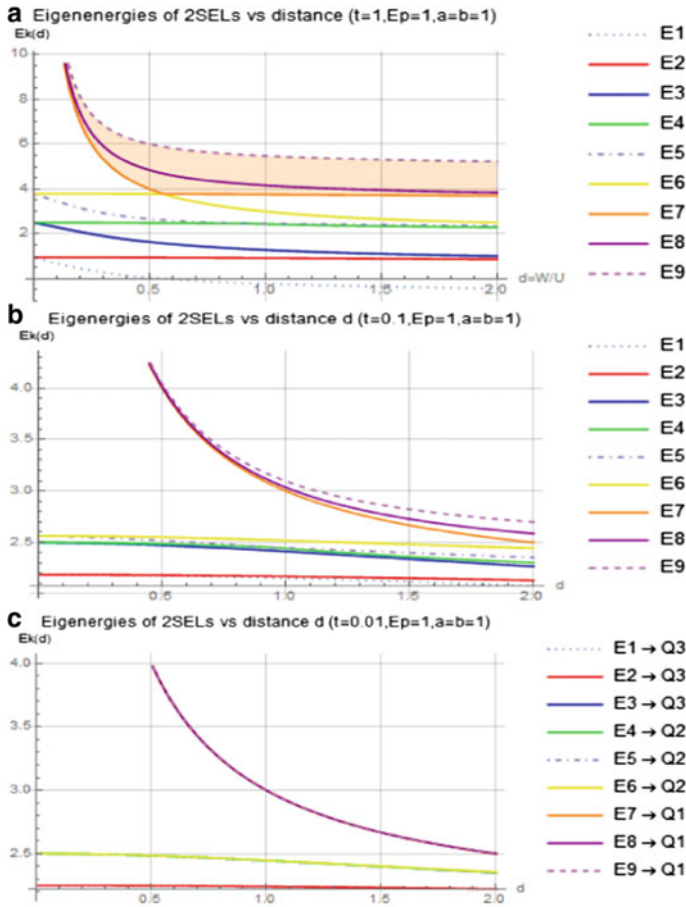 a Eigenenergies of 2SELs vs distance (t=1,Ep=1,a=b=1)
Ek(d)
10
8
6
4
2
0.5
1.0
1.5
2.0
d=W/U
E1
E2
E3
E4
E5
E6
E7
E8
E9
b Eigenenergies of 2SELs vs distance d (t=0.1,Ep=1,a=b=1)
Ek(d)
4.0
3.5
3.0
2.5
0.5
1.0
1.5
2.0
d
E1
E2
E3
E4
E5
E6
E7
E8
E9
c Eigenenergies of 2SELs vs distance d (t=0.01,Ep=1,a=b=1)
Ek(d)
4.0
3.5
3.0
2.5
0.5
1.0
1.5
2.0
d
E1 → Q3
E2 → Q3
E3 → Q3
E4 → Q2
E5 → Q2
E6 → Q2
E7 → Q1
E8 → Q1
E9 → Q1